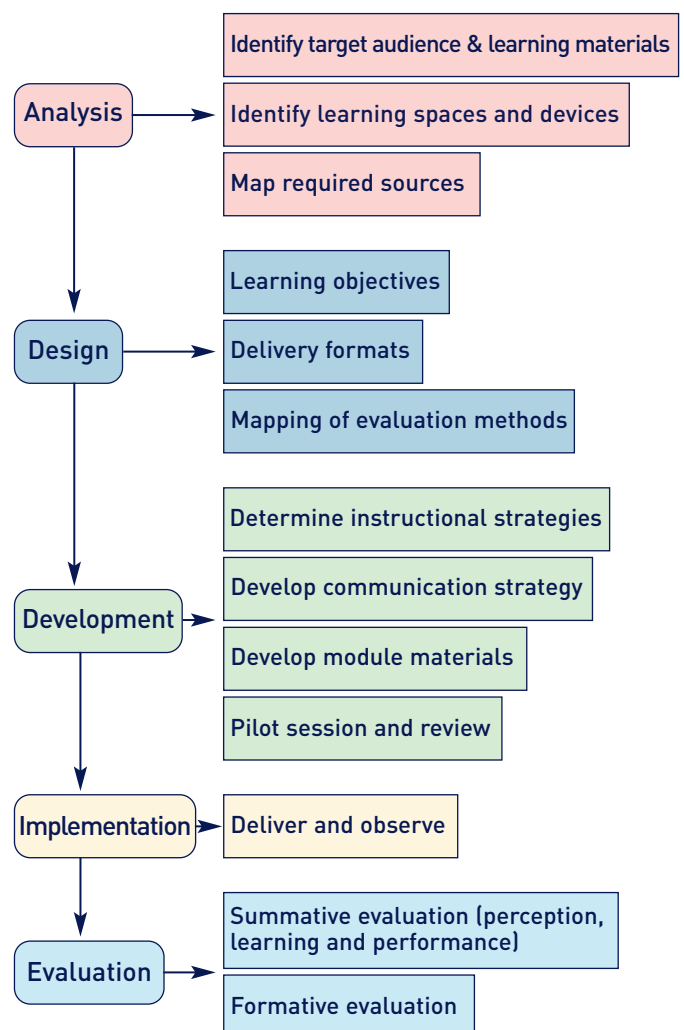 Identify target audience & learning materials
Analysis
Identify learning spaces and devices
Map required sources
Learning objectives
Design
Delivery formats
Mapping of evaluation methods
Determine instructional strategies
Development
Develop communication strategy
Develop module materials
Pilot session and review
Implementation
Deliver and observe
Summative evaluation (perception,
learning and performance)
Evaluation
Formative evaluation